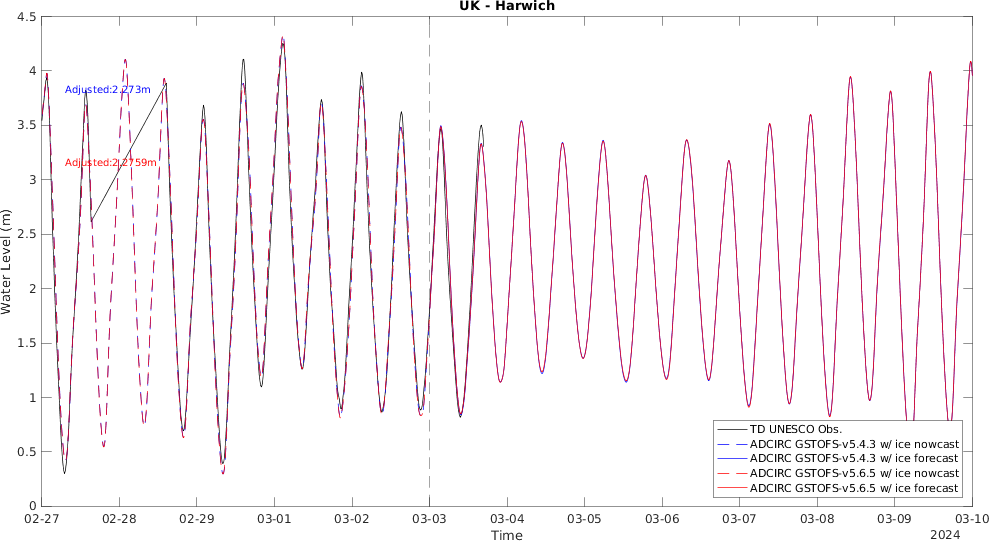 UK - Harwich
4.5
4
3.5
3
2.5
2
1.5
1
0.5
0
Water Level (m)
Adjusted:2.273m
Adjusted:2.2759m
TD UNESCO Obs.
ADCIRC GSTOFS-v5.4.3 w/ ice nowcast
ADCIRC GSTOFS-v5.4.3 w/ ice forecast
ADCIRC GSTOFS-v5.6.5 w/ ice nowcast
ADCIRC GSTOFS-v5.6.5 w/ ice forecast
02-27 02-28 02-29 03-01 03-02 03-03 03-04 03-05 03-06 03-07 03-08 03-09 03-10
Time
2024